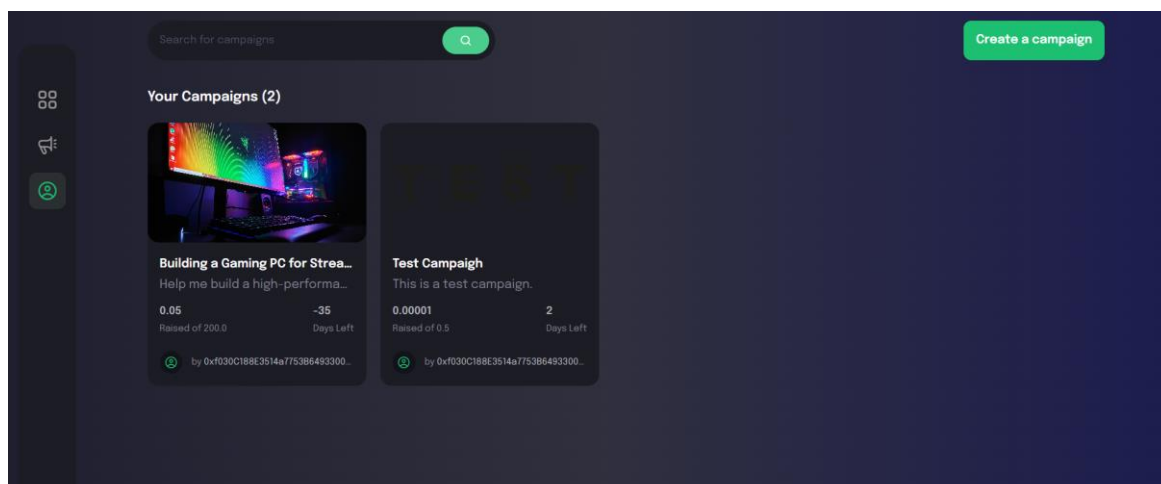 Search for campaigns
Create a campaign
Your Campaigns (2)
TEST
Building a Gaming PC for Strea...
Help me build a high-performa...
0.05
-35
Raised of 200.0
Days Left
by 0xf030C188E3514a7753B6493300...
Test Campaigh
This is a test campaign.
0.00001
2
Raised of 0.5
Days Left
by 0xf030C188E3514a7753B6493300...